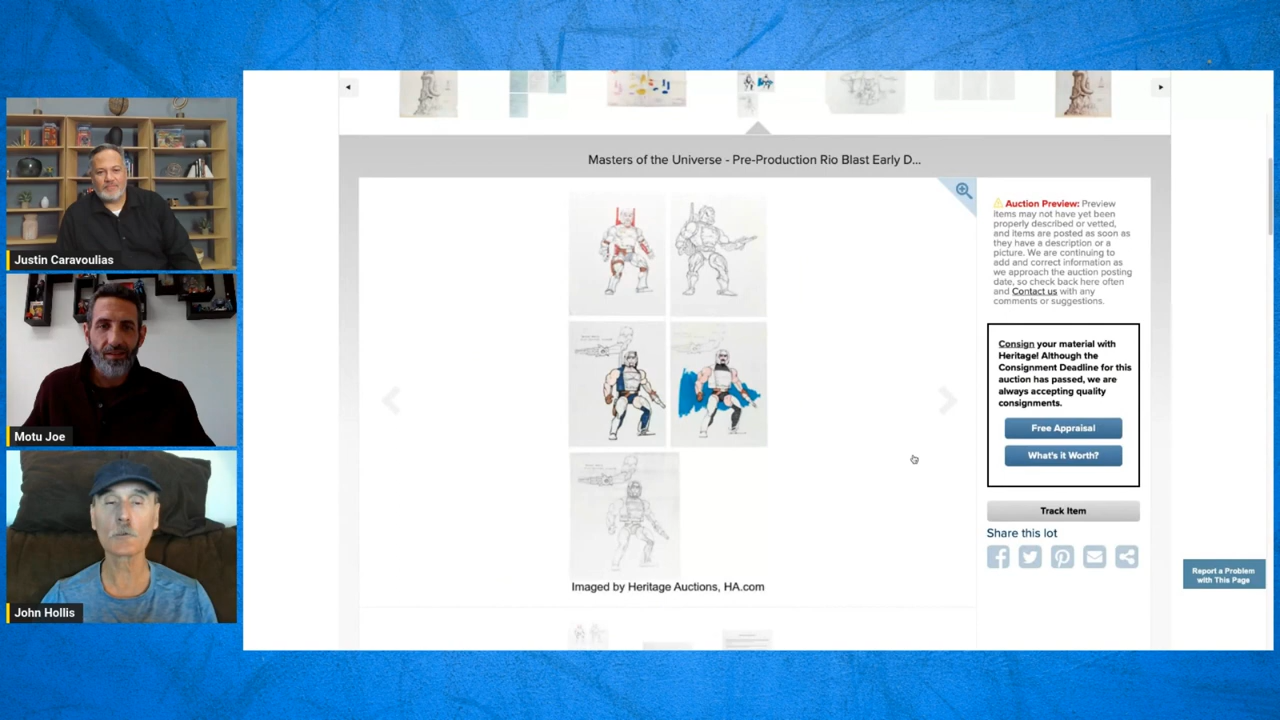 Justin Caravoulias
Motu Joe
John Hollis
Masters of the Universe - Pre-Production Rio Blast Early D...
Imaged by Heritage Auctions, HA.com
Auction Preview: Preview
items may not have yet been
properly described or vetted,
and items are posted as soon as
they have a description or a
picture. We are continuing to
add and correct information as
we approach the auction posting
date, so check back here often
and Contact us with any
comments or suggestions.
Consign your material with
Heritage! Although the
Consignment Deadline for this
auction has passed, we are
always accepting quality
consignments.
Free Appraisal
What's it Worth?
Track Item
Share this lot
Report a Problem
with This Page